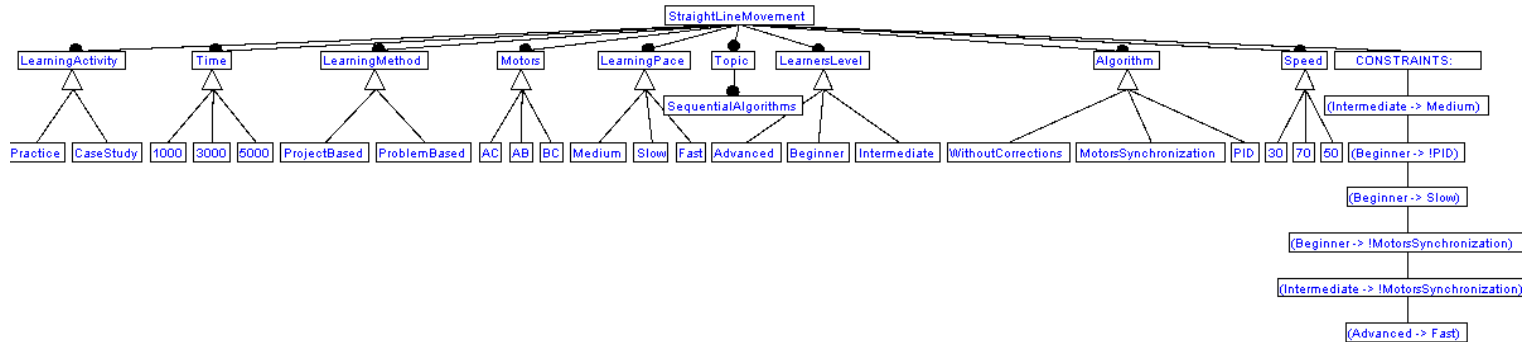 StraightLineMovement
LearningActivity Time LearningMethod Motors LearningPace Topic LearnersLevel Algorithm Speed CONSTRAINTS:
SequentialAlgorithms (Intermediate -> Medium)
Practice CaseStudy 1000 3000 5000 ProjectBased ProblemBased AC AB BC Medium Slow Fast Advanced Beginner Intermediate WithoutCorrections MotorsSynchronization PID 30 70 50 (Beginner -> !PID)
(Beginner -> Slow)
(Beginner -> !MotorsSynchronization)
(Intermediate -> !MotorsSynchronization)
(Advanced -> Fast)